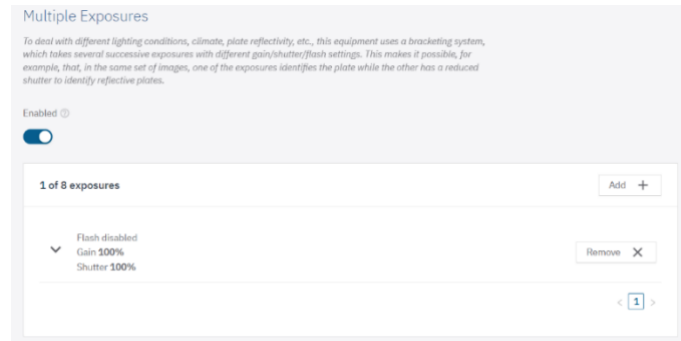 Multiple Exposures
To deal with different lighting conditions, climate, plate reflectivity, etc., this equipment uses a bracketing system,
which takes several successive exposures with different gain/shutter/flash settings. This makes it possible, for
example, that, in the same set of images, one of the exposures identifies the plate while the other has a reduced
shutter to identify reflective plates.
Enabled
1 of 8 exposures
Add +
Flash disabled
Gain 100%
Shutter 100%
Remove X
< 1 >